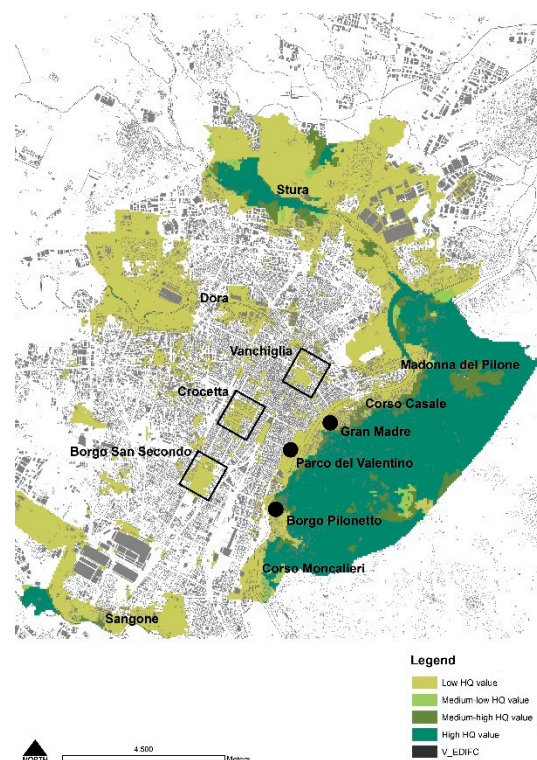 Stura
Dora
Vanchiglia
Madonna del Pilone
Crocetta
Corso Casale
Gran Madre
Borgo San Secondo
Parco del Valentino
Borgo Pilonetto
Corso Moncalieri
Sangone
Legend
Low HQ value
Medium-low HQ value
Medium-high HQ value
High HQ value
V_EDIFC
4.500
NORTH
Meters